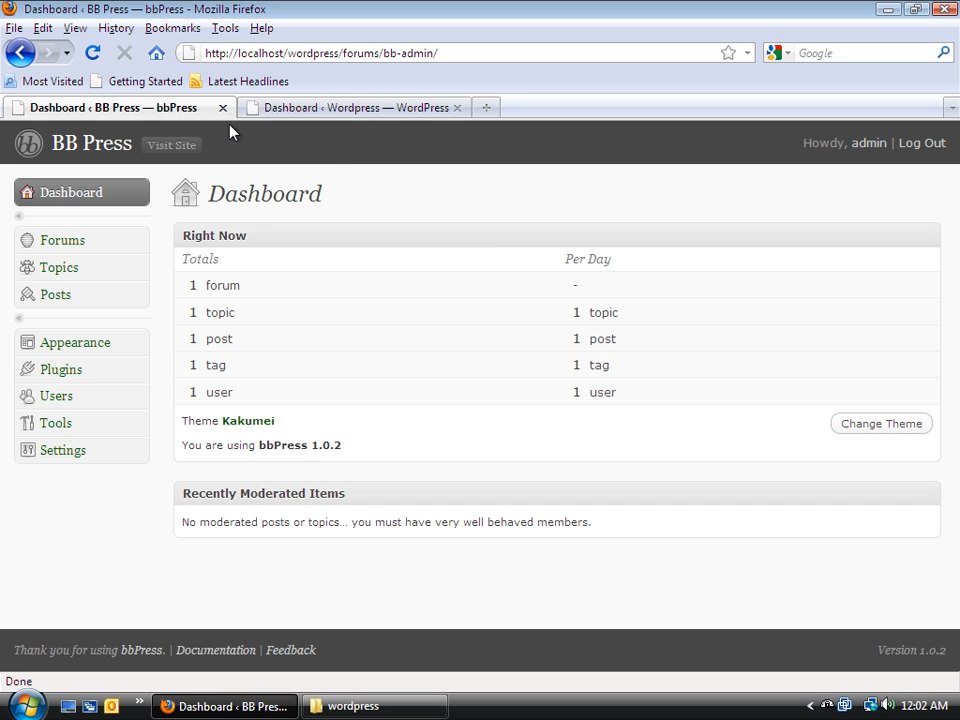 Dashboard ‹ BB Press — bbPress - Mozilla Firefox
File Edit View History Bookmarks Tools Help
http://localhost/wordpress/forums/bb-admin/
Google
Most Visited Getting Started Latest Headlines
Dashboard ‹ BB Press — bbPress
Dashboard ‹ Wordpress — WordPress
BB Press Visit Site
Howdy, admin | Log Out
Dashboard
Forums
Topics
Posts
Appearance
Plugins
Users
Tools
Settings
Dashboard
Right Now
Totals Per Day
1 forum -
1 topic 1 topic
1 post 1 post
1 tag 1 tag
1 user 1 user
Theme Kakumei
Change Theme
You are using bbPress 1.0.2
Recently Moderated Items
No moderated posts or topics… you must have very well behaved members.
Thank you for using bbPress. | Documentation | Feedback
Version 1.0.2
Done
Dashboard ‹ BB Pres...
wordpress
12:02 AM